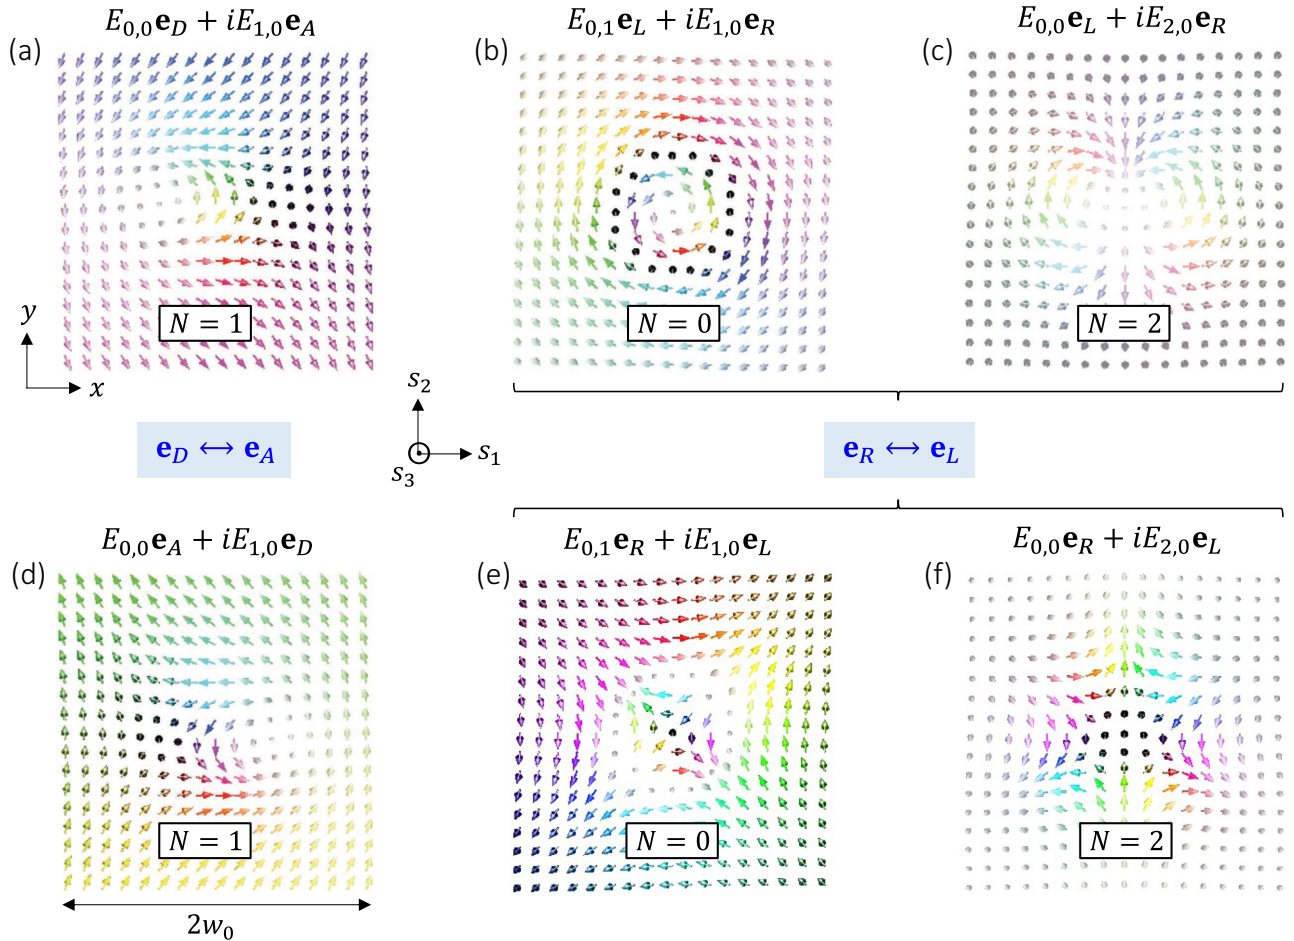 E_{0,0}e_D + iE_{1,0}e_A
E_{0,1}e_L + iE_{1,0}e_R
E_{0,0}e_L + iE_{2,0}e_R
(a)
(b)
(c)
N = 1
N = 0
N = 2
y
x
e_D ↔ e_A
s_2
s_1
s_3
e_R ↔ e_L
E_{0,0}e_A + iE_{1,0}e_D
E_{0,1}e_R + iE_{1,0}e_L
E_{0,0}e_R + iE_{2,0}e_L
(d)
(e)
(f)
N = 1
N = 0
N = 2
2w_0